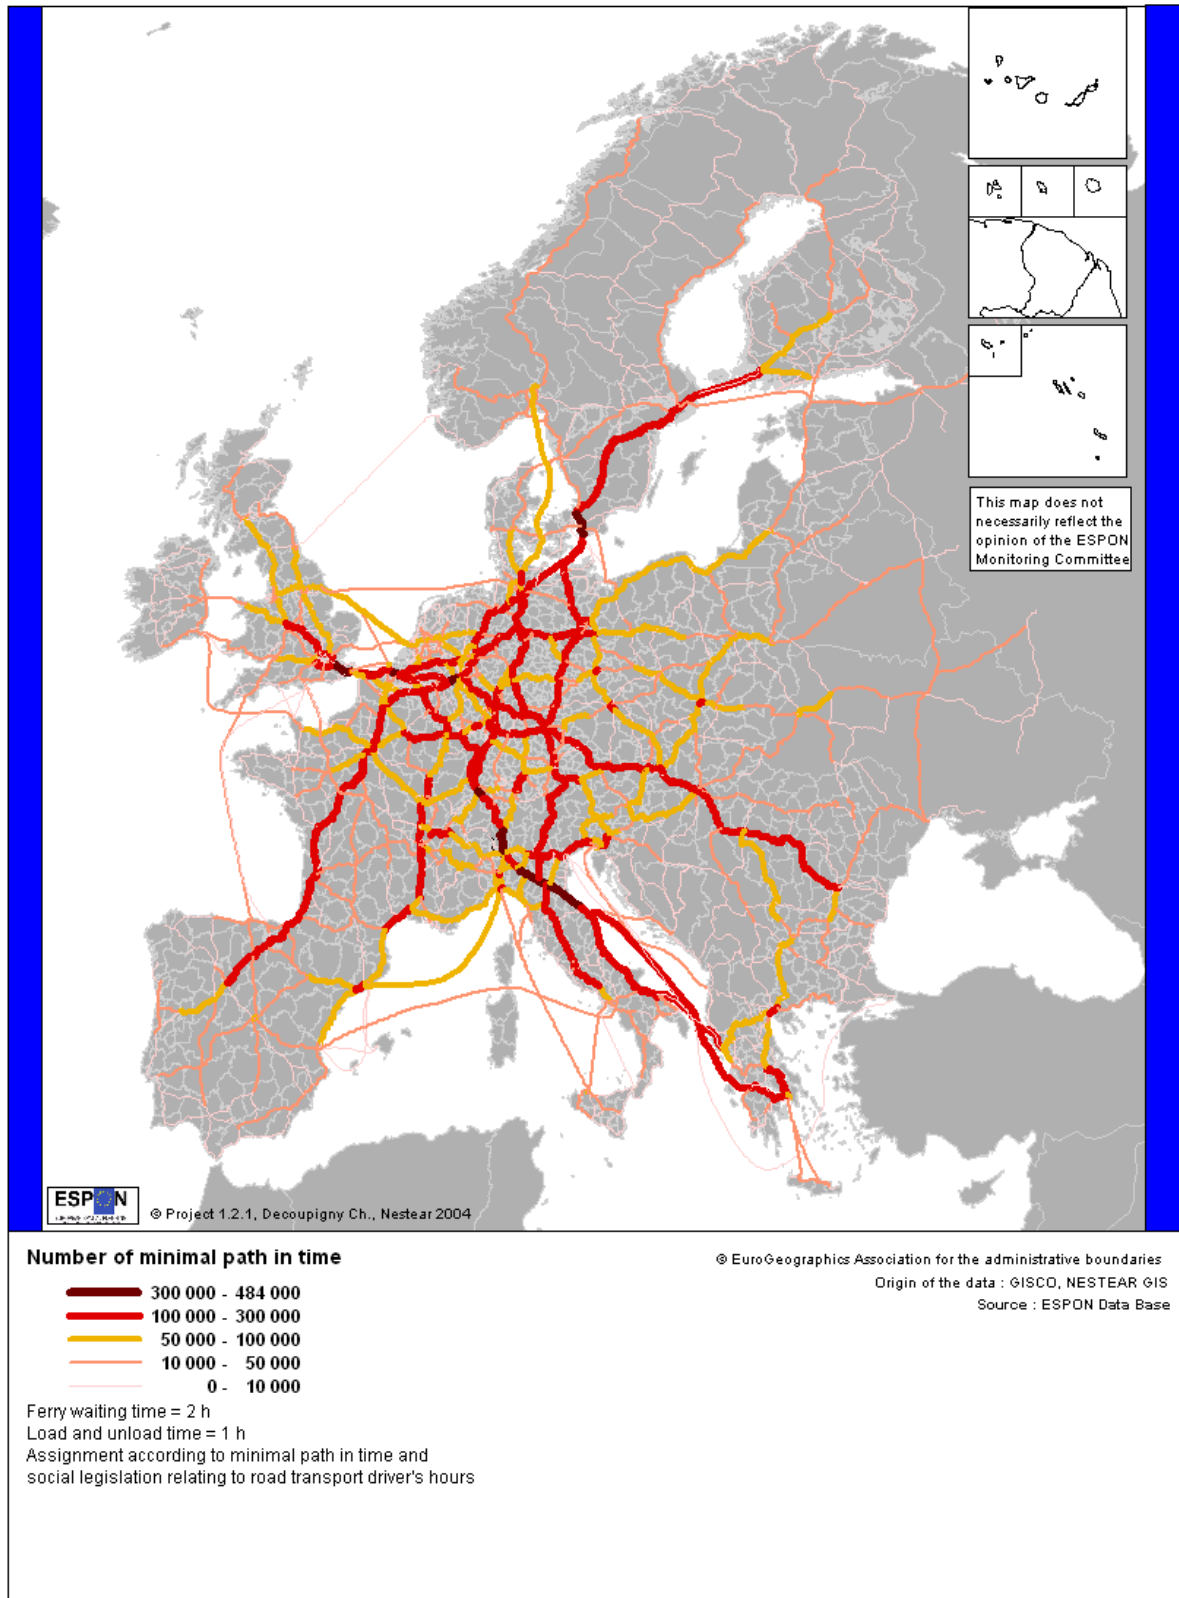 This map does not
necessarily reflect the
opinion of the ESPON
Monitoring Committee
ESPON
© Project 1.2.1, Decoupigny Ch., Nestear 2004
Number of minimal path in time
300 000 - 484 000
100 000 - 300 000
50 000 - 100 000
10 000 - 50 000
0 - 10 000
Ferry waiting time = 2 h
Load and unload time = 1 h
Assignment according to minimal path in time and
social legislation relating to road transport driver's hours
© EuroGeographics Association for the administrative boundaries
Origin of the data : GISCO, NESTEAR GIS
Source : ESPON Data Base